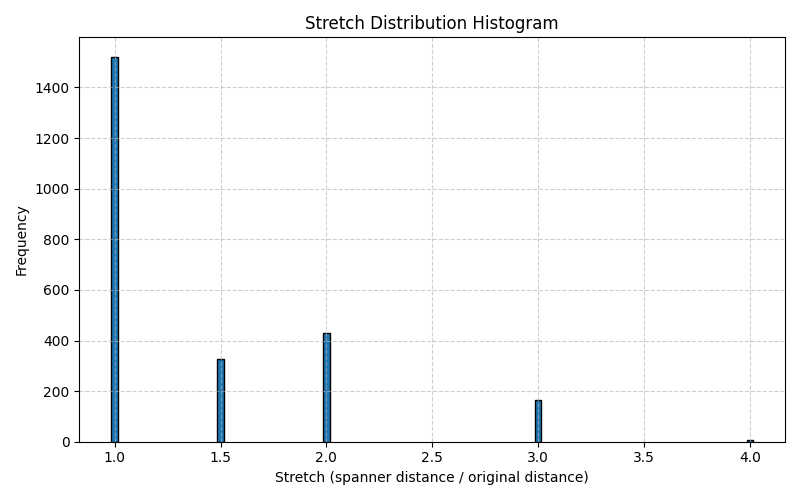 Stretch Distribution Histogram
Frequency
1400
1200
1000
800
600
400
200
0
1.0 1.5 2.0 2.5 3.0 3.5 4.0
Stretch (spanner distance / original distance)